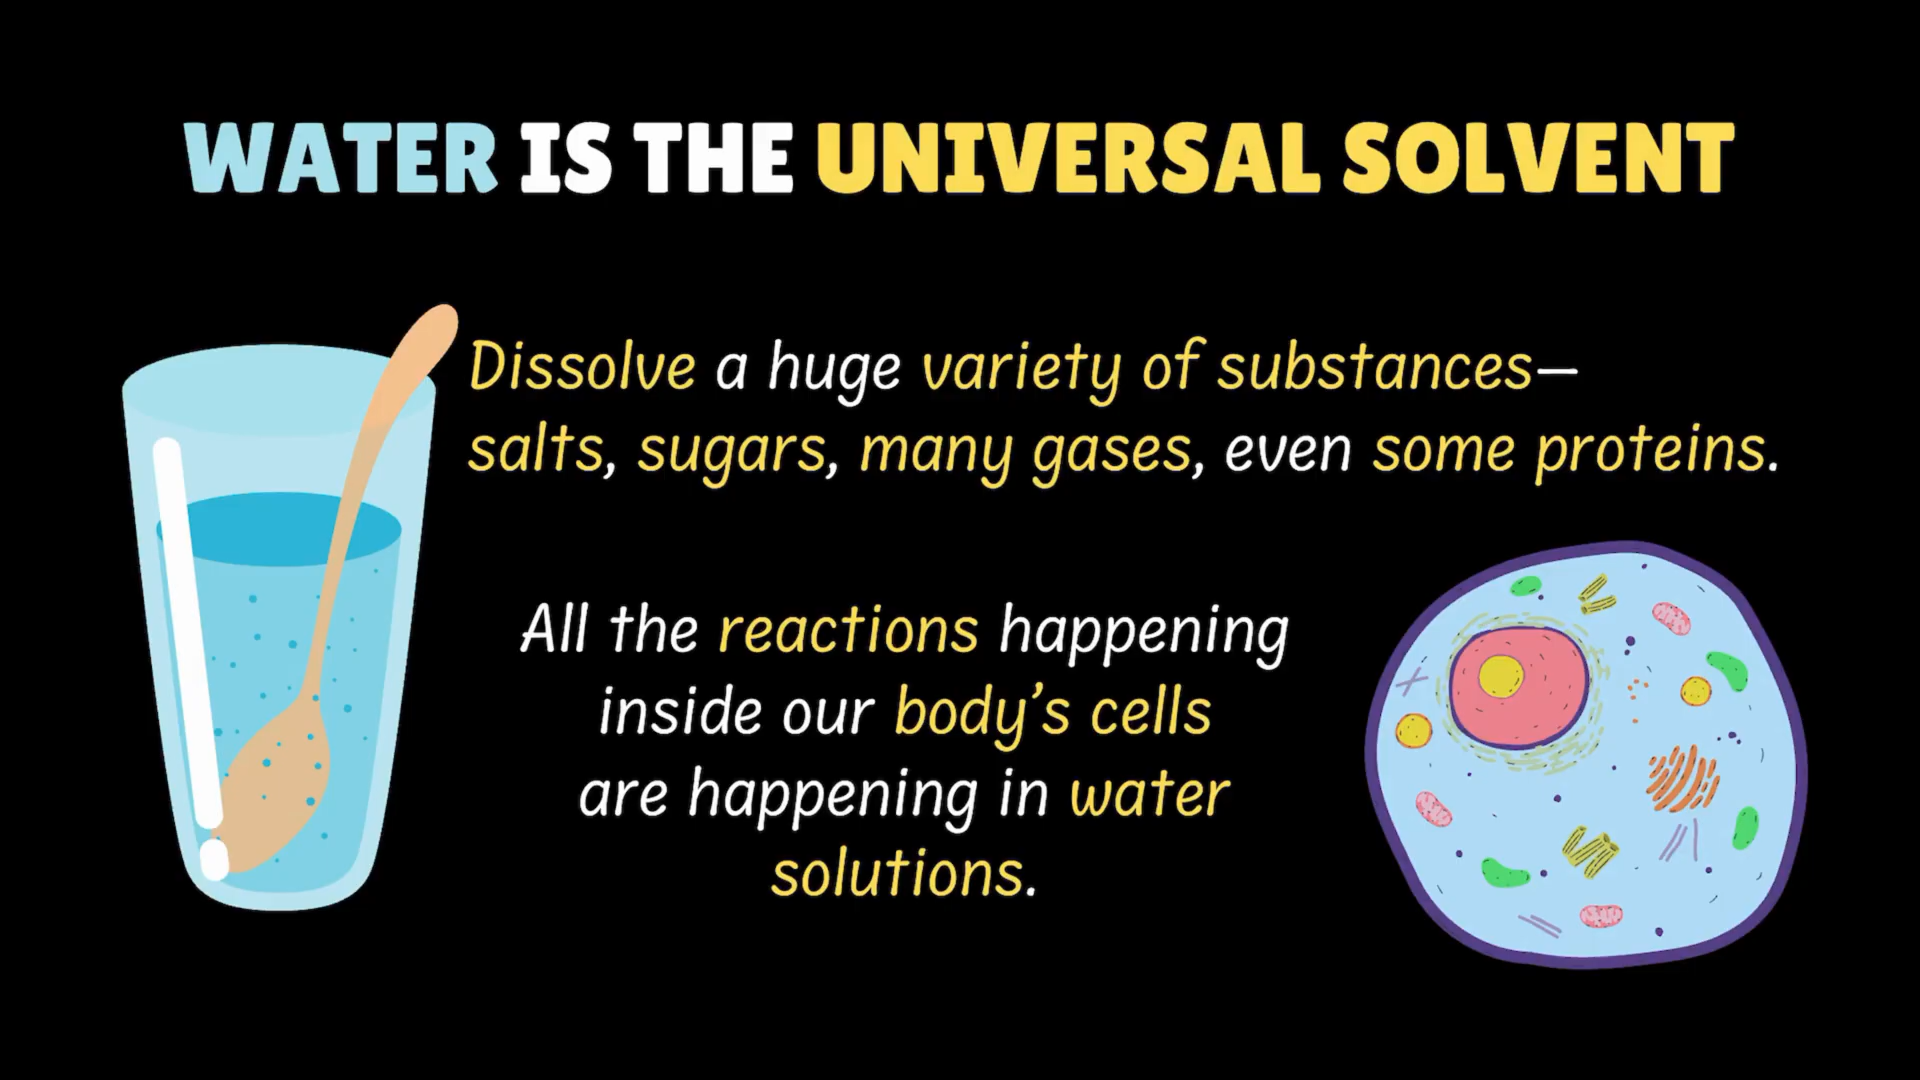 WATER IS THE UNIVERSAL SOLVENT
Dissolve a huge variety of substances—
salts, sugars, many gases, even some proteins.
All the reactions happening
inside our body’s cells
are happening in water
solutions.